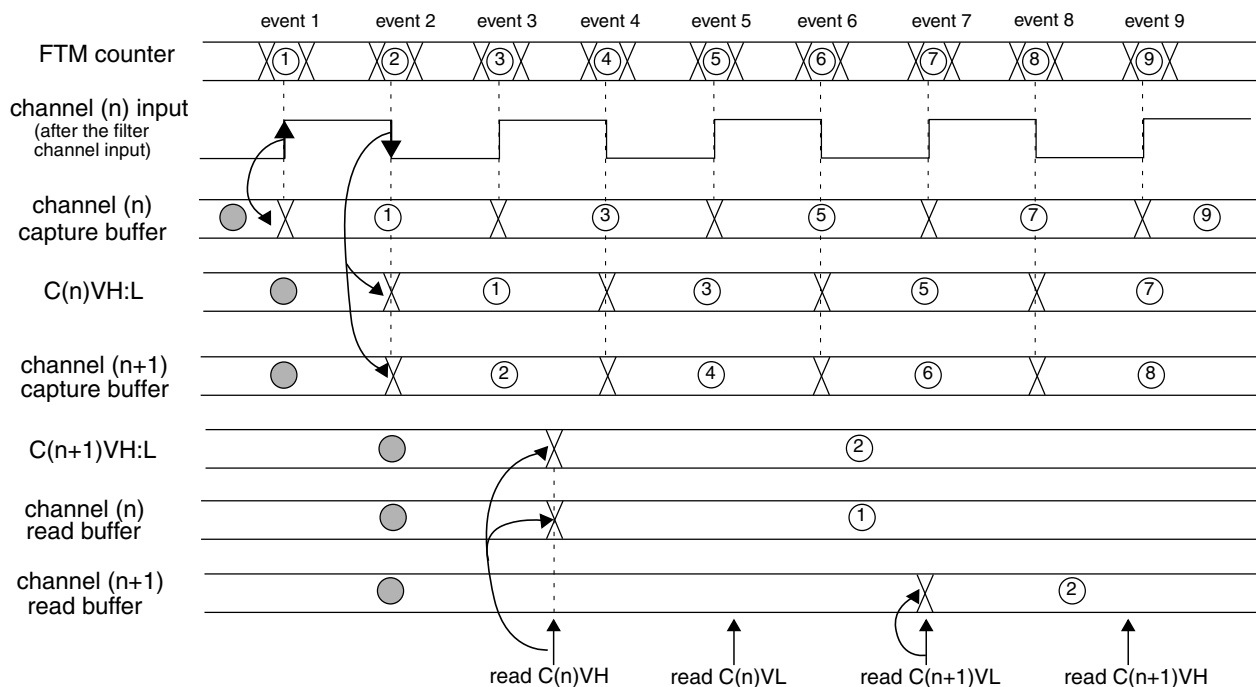 event 1 event 2 event 3 event 4 event 5 event 6 event 7 event 8 event 9
FTM counter
1 2 3 4 5 6 7 8 9
channel (n) input
(after the filter
channel input)
channel (n)
capture buffer
1 3 5 7 9
C(n)VH:L
1 3 5 7
channel (n+1)
capture buffer
2 4 6 8
C(n+1)VH:L
2
channel (n)
read buffer
1
channel (n+1)
read buffer
2
read C(n)VH read C(n)VL read C(n+1)VL read C(n+1)VH